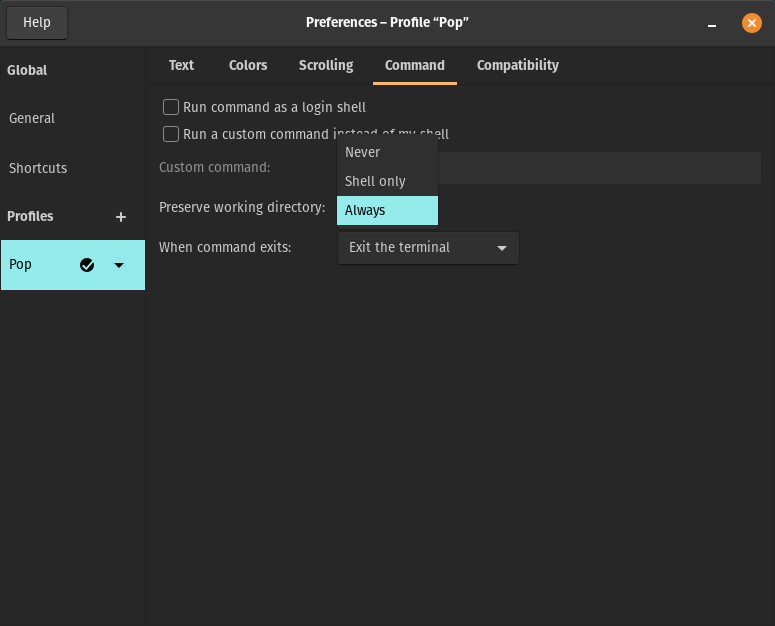 Help
Preferences – Profile “Pop”
Global
General
Shortcuts
Profiles
Pop
Text Colors Scrolling Command Compatibility
Run command as a login shell
Run a custom command instead of my shell
Custom command:
Never
Shell only
Always
Preserve working directory:
When command exits: Exit the terminal